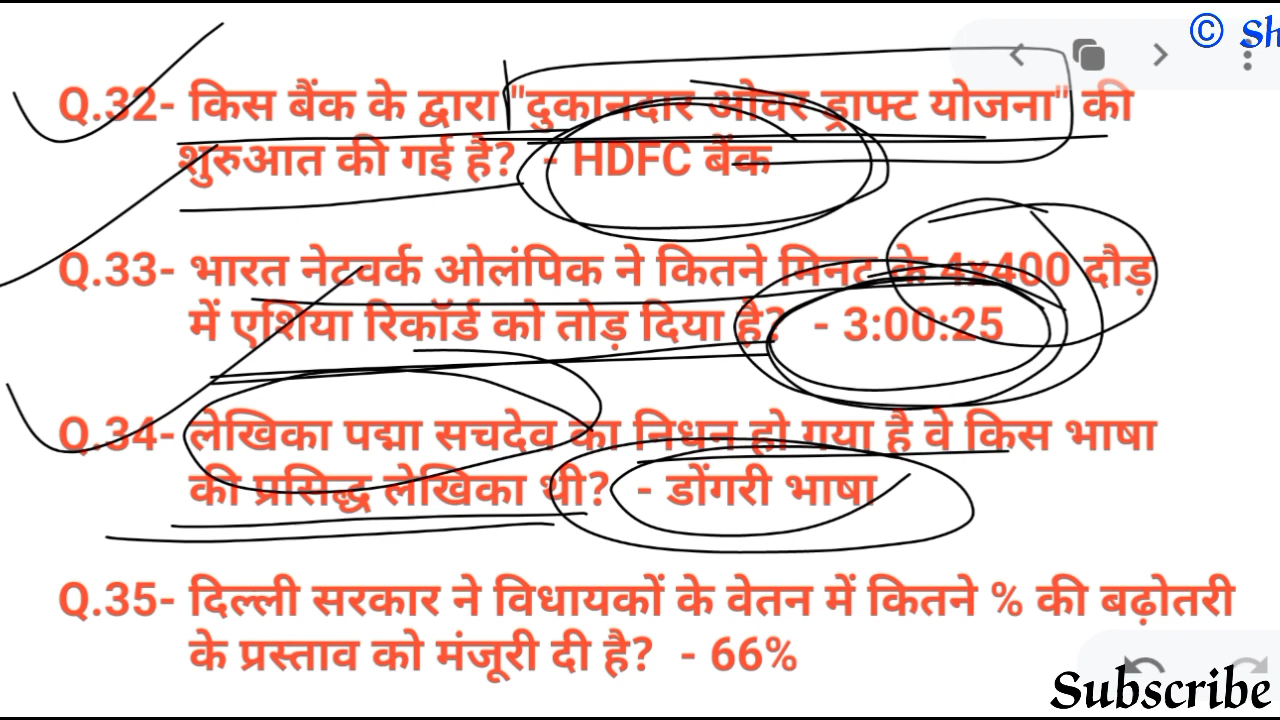 © Sh
Q.32- किस बैंक के द्वारा "दुकानदार ओवर ड्राफ्ट योजना" की
शुरुआत की गई है? - HDFC बैंक
Q.33- भारत नेटवर्क ओलंपिक ने कितने मिनट के 4x400 दौड़
में एशिया रिकॉर्ड को तोड़ दिया है? - 3:00:25
Q.34- लेखिका पद्मा सचदेव का निधन हो गया है वे किस भाषा
की प्रसिद्ध लेखिका थी? - डोंगरी भाषा
Q.35- दिल्ली सरकार ने विधायकों के वेतन में कितने % की बढ़ोतरी
के प्रस्ताव को मंजूरी दी है? - 66%
Subscribe